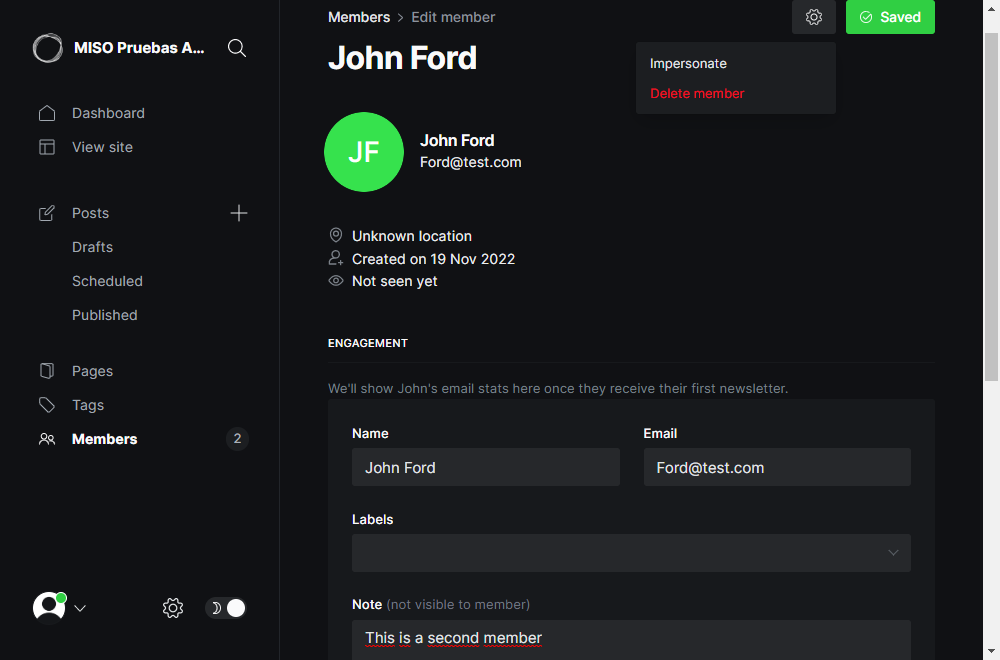 MISO Pruebas A...
Dashboard
View site
Posts
Drafts
Scheduled
Published
Pages
Tags
Members
2
Members > Edit member
Saved
John Ford
Impersonate
Delete member
JF
John Ford
Ford@test.com
Unknown location
Created on 19 Nov 2022
Not seen yet
ENGAGEMENT
We'll show John's email stats here once they receive their first newsletter.
Name
Email
John Ford
Ford@test.com
Labels
Note (not visible to member)
This is a second member